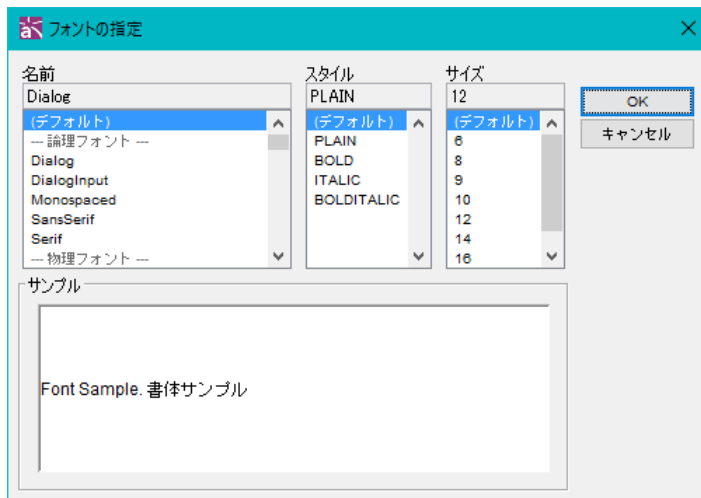 フォントの指定
名前
Dialog
(デフォルト)
--- 論理フォント ---
Dialog
DialogInput
Monospaced
SansSerif
Serif
--- 物理フォント ---
スタイル
PLAIN
(デフォルト)
PLAIN
BOLD
ITALIC
BOLDITALIC
サイズ
12
(デフォルト)
6
8
9
10
12
14
16
OK
キャンセル
サンプル
Font Sample. 書体サンプル